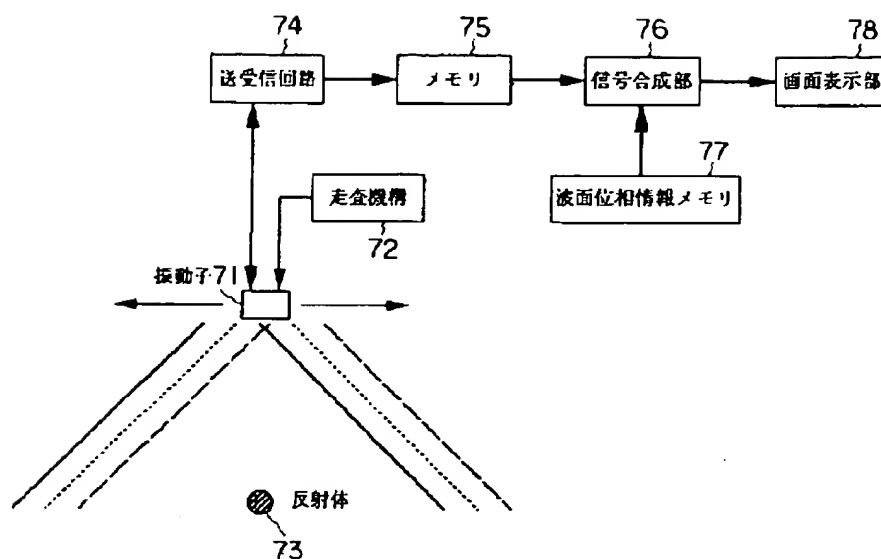 74
75
76
78
送受信回路
メモリ
信号合成部
画面表示部
77
走査機構
波面位相情報メモリ
72
振動子71
反射体
73